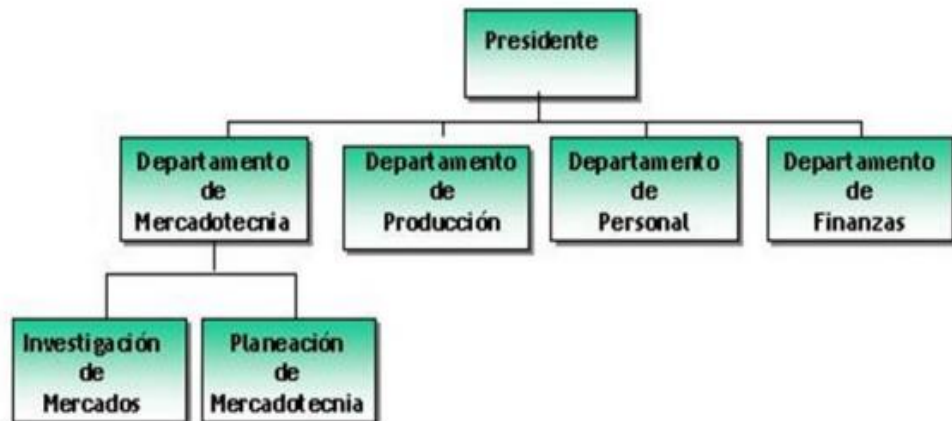 Presidente
Departamento
de
Mercadotecnia
Departamento
de
Producción
Departamento
de
Personal
Departamento
de
Finanzas
Investigación
de
Mercados
Planeación
de
Mercadotecnia